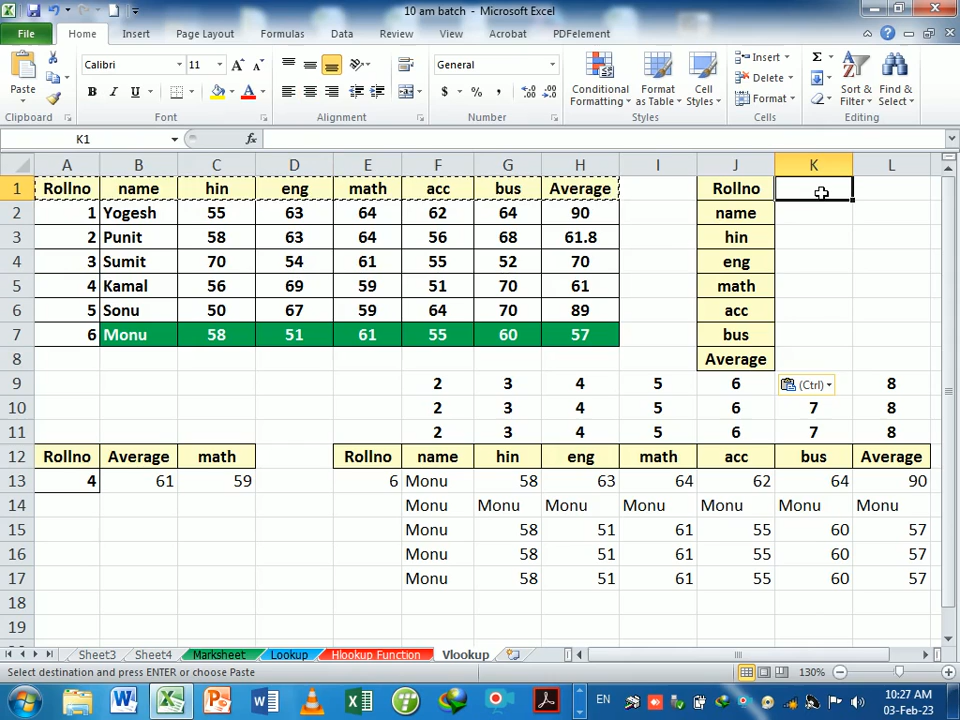 10 am batch - Microsoft Excel
File Home Insert Page Layout Formulas Data Review View Acrobat PDFelement
Paste
Calibri 11
General
Conditional Formatting
Format as Table
Cell Styles
Insert
Delete
Format
Sort & Filter
Find & Select
Clipboard Font Alignment Number Styles Cells Editing
K1 fx
A B C D E F G H I J K L
1 Rollno name hin eng math acc bus Average Rollno
2 1 Yogesh 55 63 64 62 64 90 name
3 2 Punit 58 63 64 56 68 61.8 hin
4 3 Sumit 70 54 61 55 52 70 eng
5 4 Kamal 56 69 59 51 70 61 math
6 5 Sonu 50 67 59 64 70 89 acc
7 6 Monu 58 51 61 55 60 57 bus
8 Average
9 2 3 4 5 6 (Ctrl) 8
10 2 3 4 5 6 7 8
11 2 3 4 5 6 7 8
12 Rollno Average math Rollno name hin eng math acc bus Average
13 4 61 59 6 Monu 58 63 64 62 64 90
14 Monu Monu Monu Monu Monu Monu Monu
15 Monu 58 51 61 55 60 57
16 Monu 58 51 61 55 60 57
17 Monu 58 51 61 55 60 57
18
19
Sheet3 Sheet4 Marksheet Lookup Hlookup Function Vlookup
Select destination and press ENTER or choose Paste 130%
EN 10:27 AM
03-Feb-23